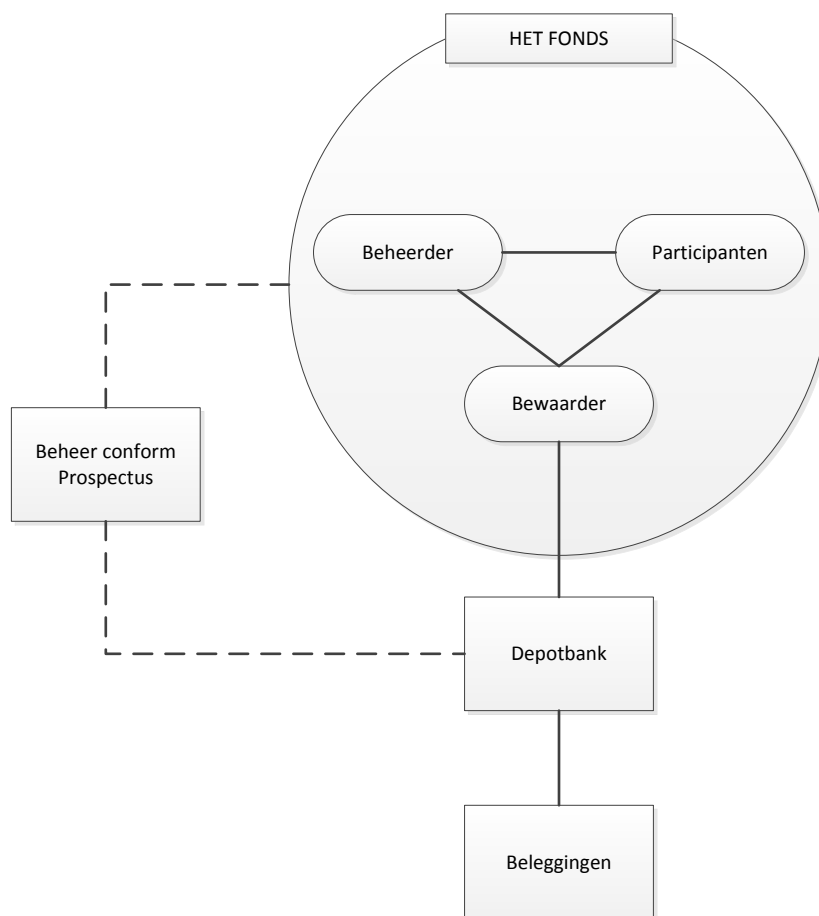 HET FONDS
Beheerder
Participanten
Bewaarder
Beheer conform
Prospectus
Depotbank
Beleggingen